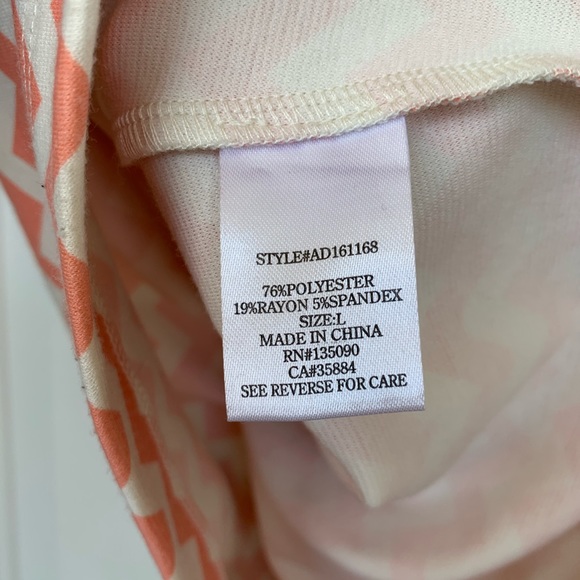 STYLE#AD161168
76%POLYESTER
19%RAYON 5%SPANDEX
SIZE:L
MADE IN CHINA
RN#135090
CA#35884
SEE REVERSE FOR CARE